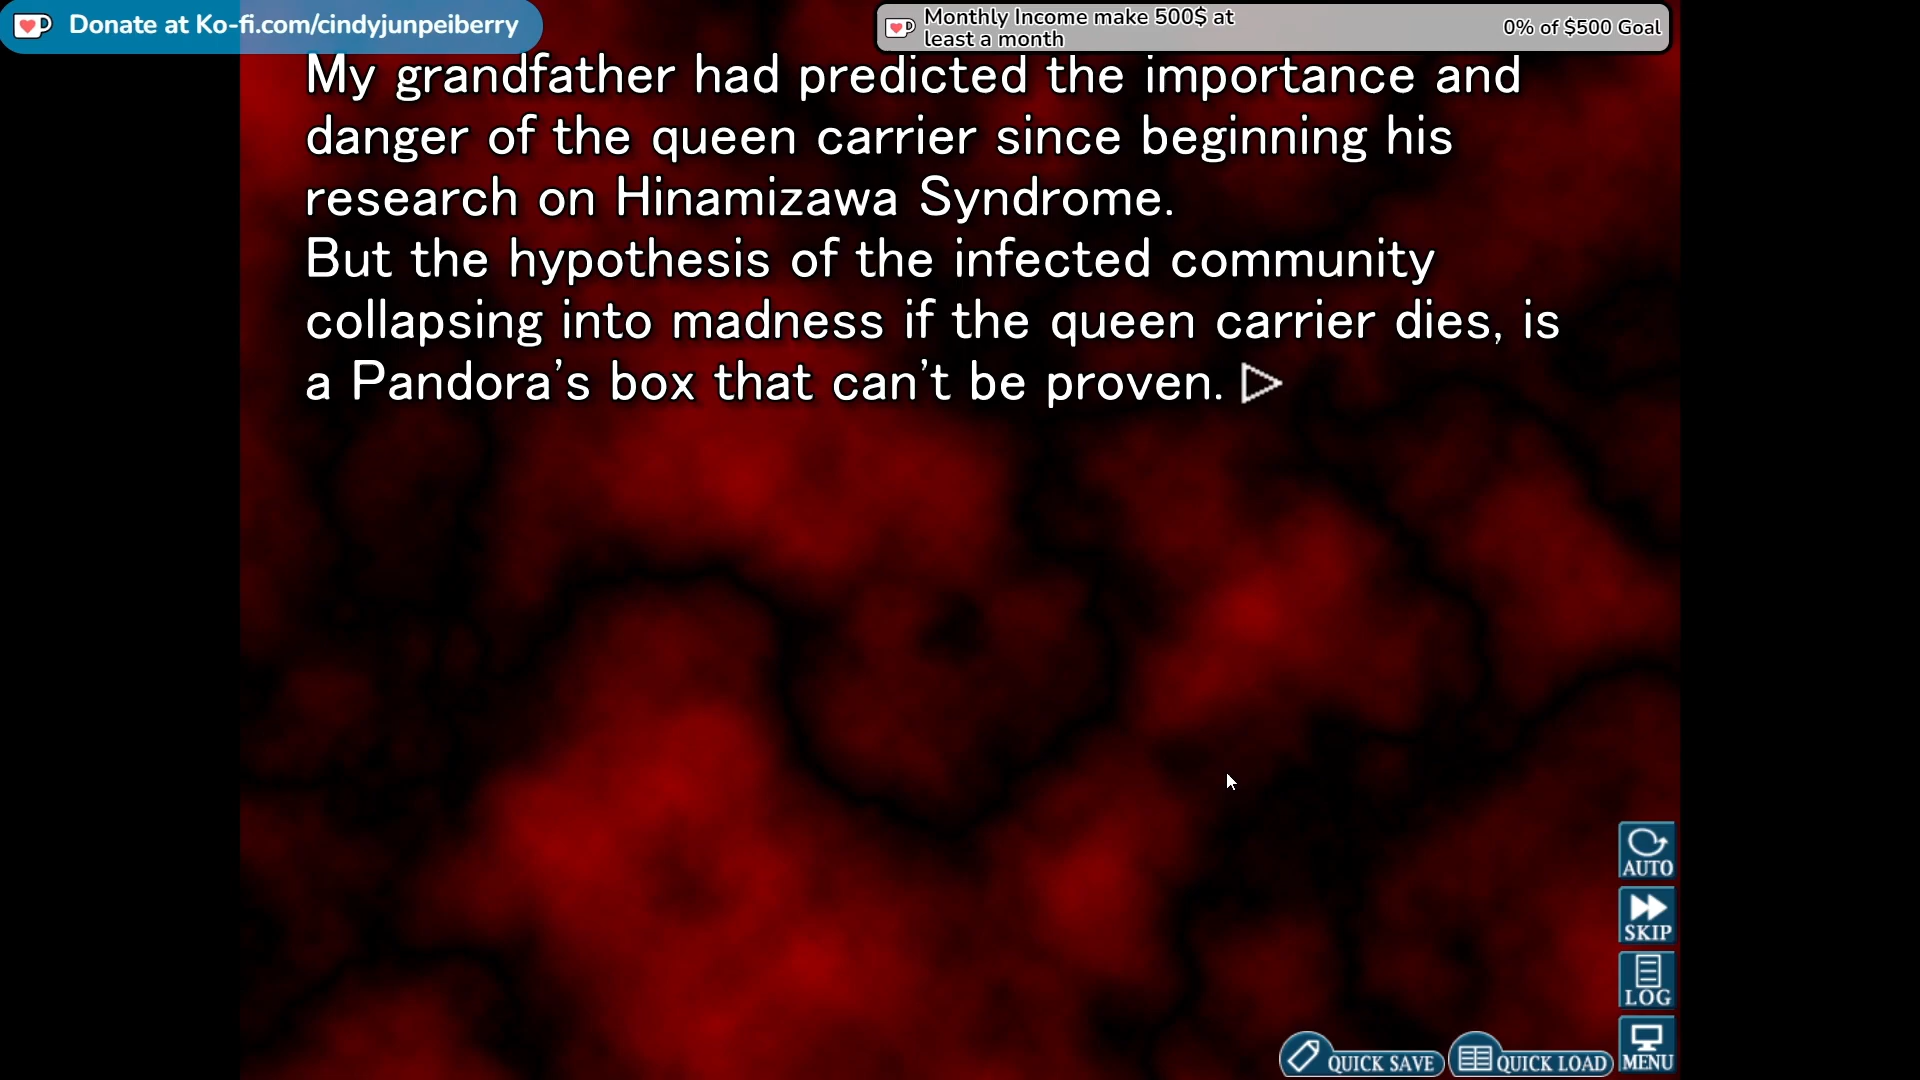 Donate at Ko-fi.com/cindyjunpeiberry
Monthly Income make 500$ at
least a month
0% of $500 Goal
My grandfather had predicted the importance and
danger of the queen carrier since beginning his
research on Hinamizawa Syndrome.
But the hypothesis of the infected community
collapsing into madness if the queen carrier dies, is
a Pandora's box that can't be proven.
AUTO
SKIP
LOG
MENU
QUICK SAVE
QUICK LOAD